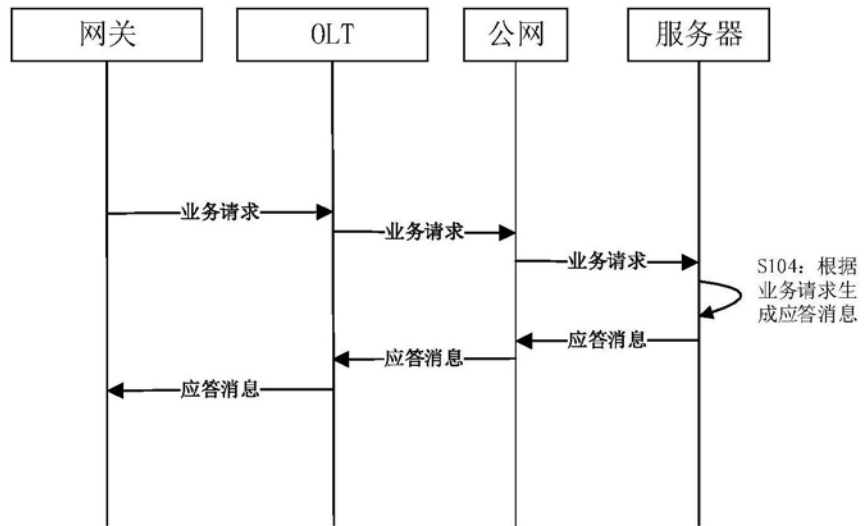 网关
OLT
公网
服务器
业务请求
业务请求
业务请求
S104：根据
业务请求生
成应答消息
应答消息
应答消息
应答消息